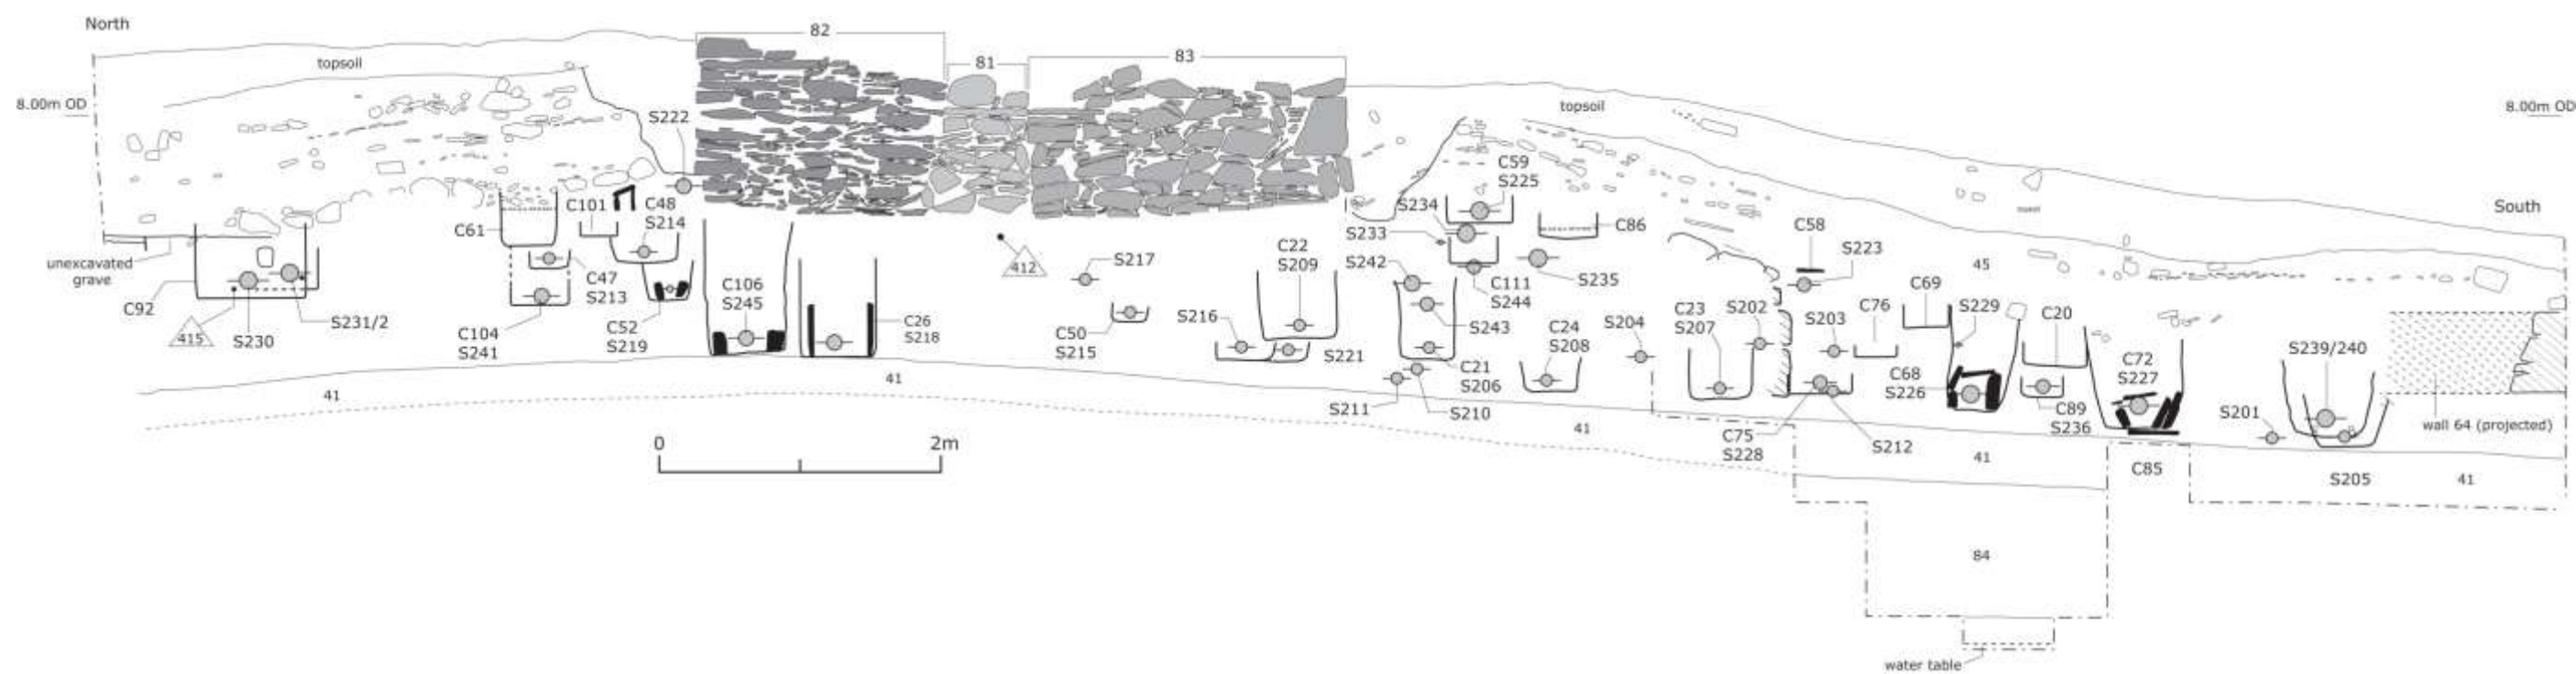 North
82
81
83
topsoil
8.00m OD
S222
topsoil
8.00m OD
C59
S225
C101
C48
S214
C61
S234
S233
C86
C58
S223
South
unexcavated
grave
412
S217
C22
S209
S242
C111
S244
S235
45
C92
C47
S213
C106
S245
S243
C69
S229
C76
C20
415
S230
S231/2
C104
S241
C52
S219
C26
S218
C50
S215
S216
S221
C24
S208
S204
C23
S207
S202
S203
C21
S206
C68
S226
C72
S227
S239/240
41
41
S211
S210
41
C89
S236
S201
wall 64 (projected)
0
2m
C75
S228
S212
41
C85
S205
41
84
water table